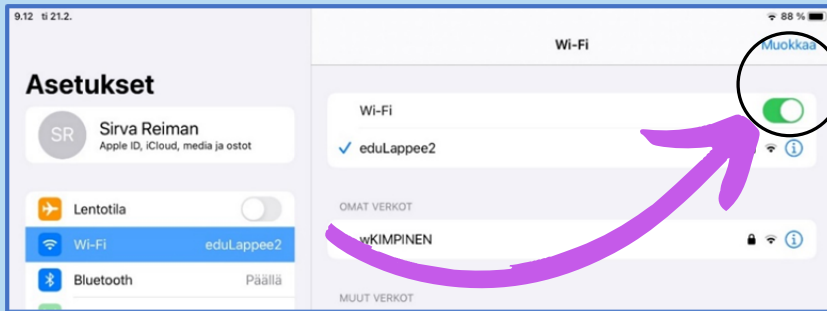 9.12 ti 21.2.
88 %
Asetukset
SR
Sirva Reiman
Apple ID, iCloud, media ja ostot
Lentotila
Wi-Fi eduLappee2
Bluetooth Päällä
Wi-Fi
Muokkaa
Wi-Fi
eduLappee2
OMAT VERKOT
wKIMPINEN
MUUT VERKOT